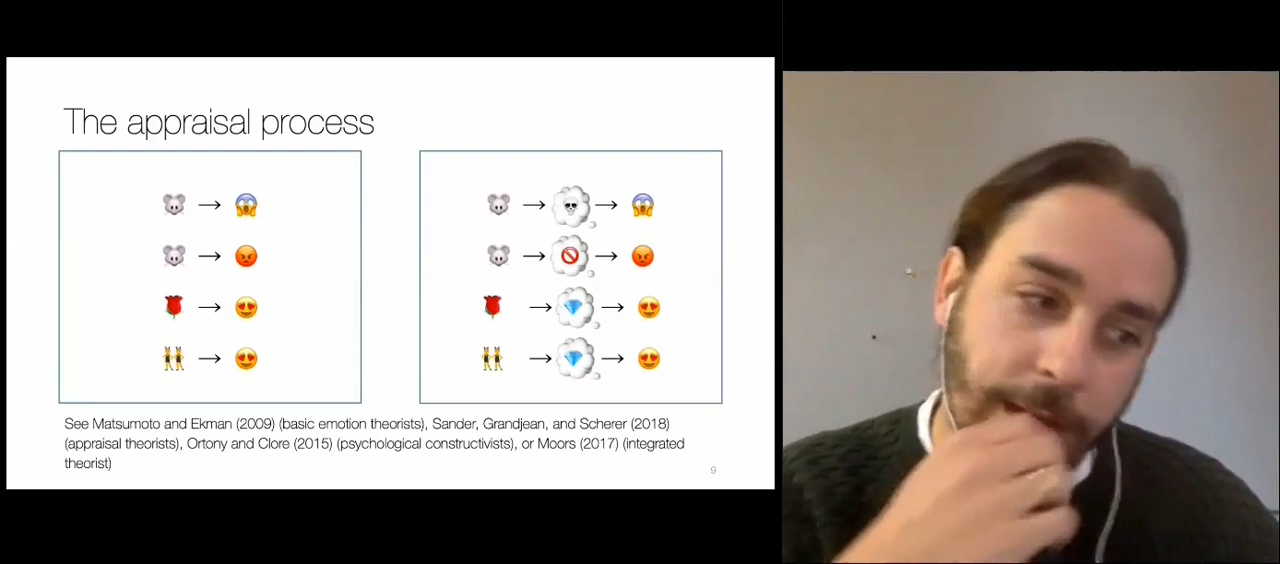 The appraisal process
See Matsumoto and Ekman (2009) (basic emotion theorists), Sander, Grandjean, and Scherer (2018)
(appraisal theorists), Ortony and Clore (2015) (psychological constructivists), or Moors (2017) (integrated
theorist)
9